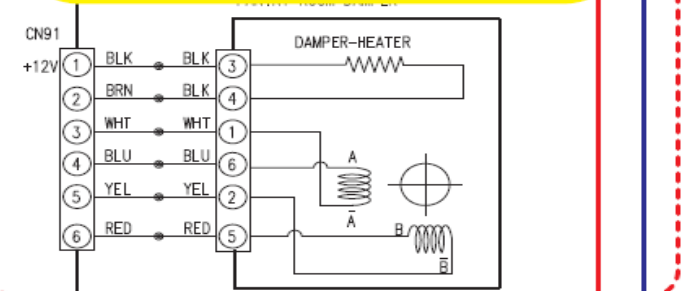 CN91
DAMPER-HEATER
+12V 1 BLK BLK 3
2 BRN BLK 4
3 WHT WHT 1
4 BLU BLU 6 A
5 YEL YEL 2
A̅
6 RED RED 5 B
B̅